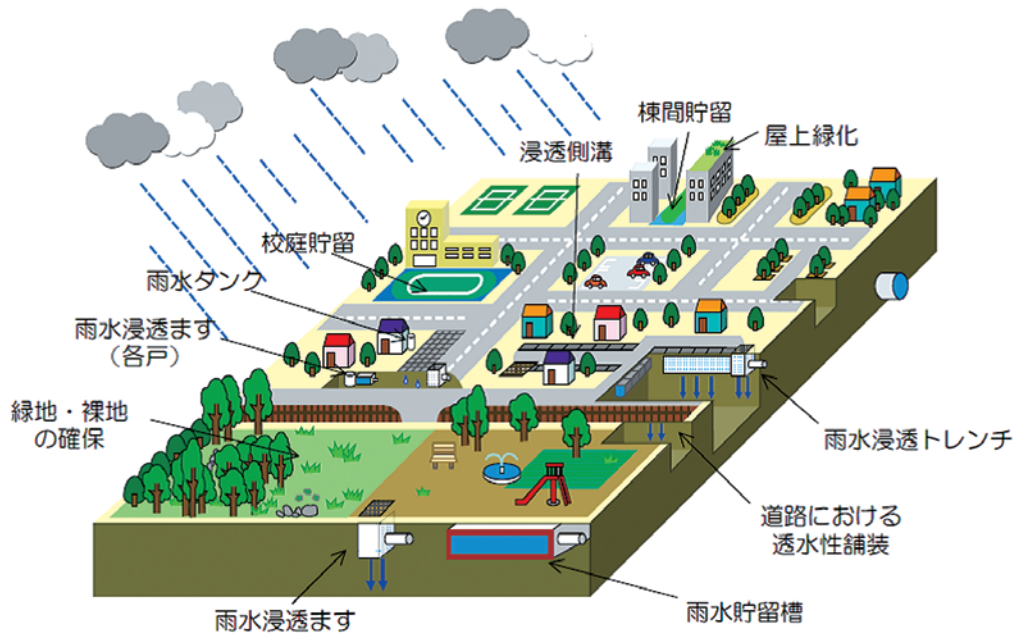 棟間貯留
屋上緑化
浸透側溝
校庭貯留
雨水タンク
雨水浸透ます
（各戸）
緑地・裸地
の確保
雨水浸透トレンチ
道路における
透水性舗装
雨水貯留槽
雨水浸透ます